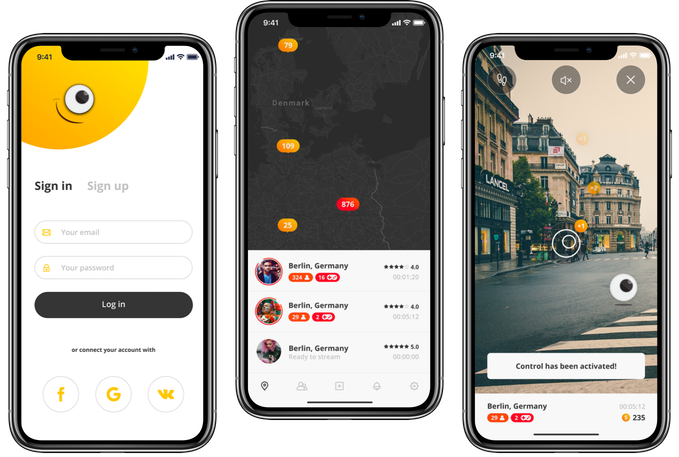 9:41
Sign in Sign up
Your email
Your password
Log in
or connect your account with
f G
9:41
79
Denmark
109
876
25
Berlin, Germany 4.0
324 16 00:01:20
Berlin, Germany 4.0
29 2 00:05:12
Berlin, Germany 5.0
Ready to stream 00:00:00
9:41
LANCEL
+1
+2
+1
Control has been activated!
Berlin, Germany 00:05:12
29 2 235